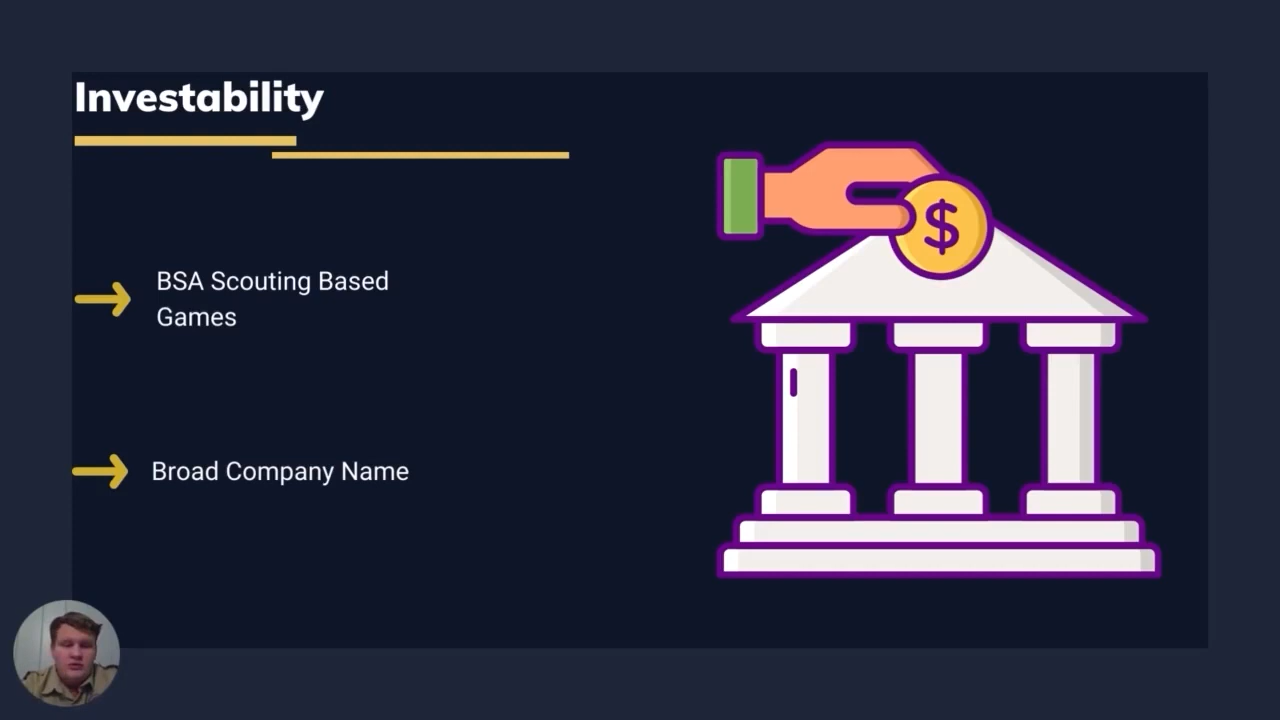 Investability
BSA Scouting Based
Games
Broad Company Name
$